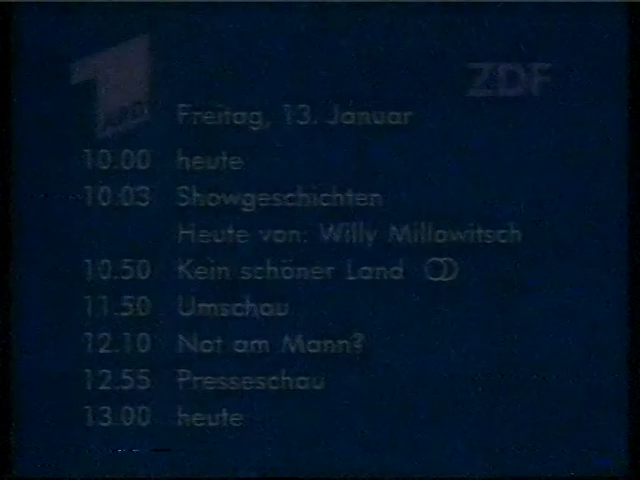 ARD
ZDF
Freitag, 13. Januar
10.00 heute
10.03 Showgeschichten
Heute von: Willy Millowitsch
10.50 Kein schöner Land
11.50 Umschau
12.10 Not am Mann?
12.55 Presseschau
13.00 heute